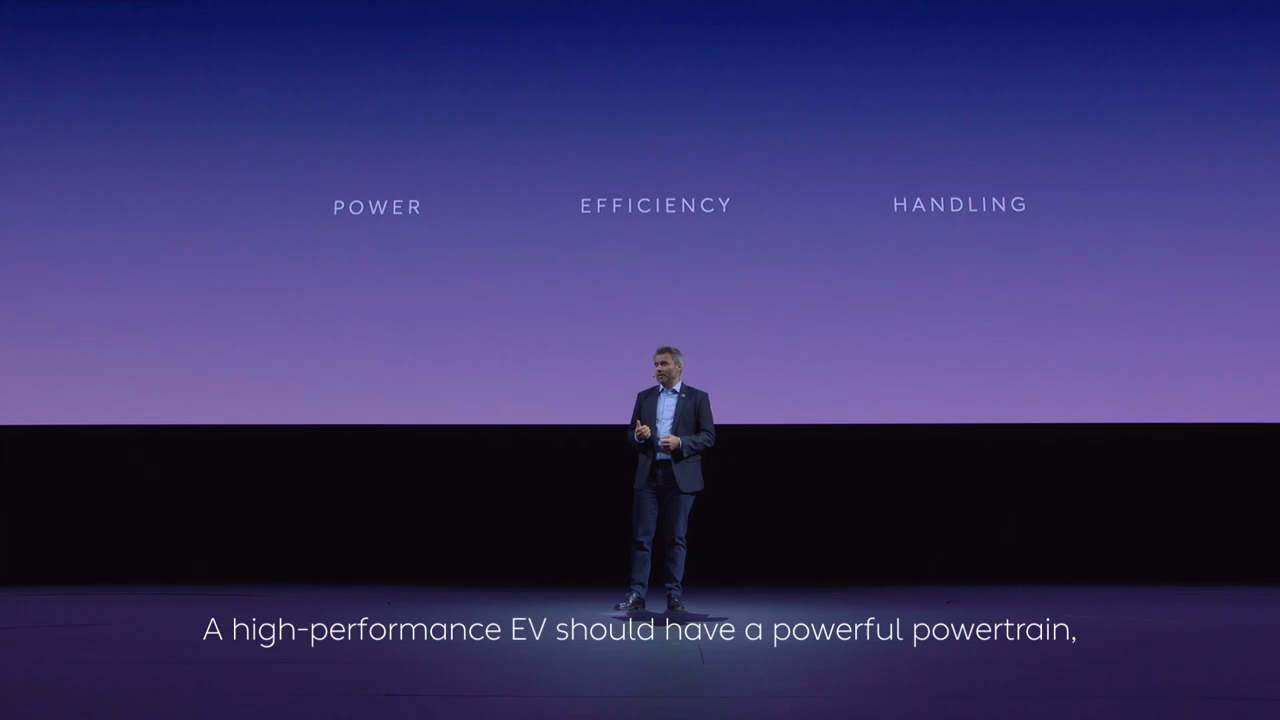 POWER EFFICIENCY HANDLING
A high-performance EV should have a powerful powertrain,